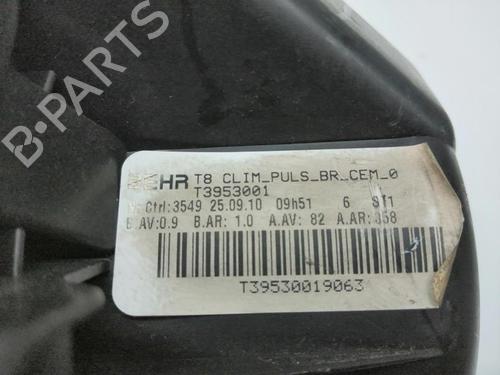 EHR T8 CLIM_PULS_BR_CEM_0
T3953001
Ctrl:3549 25.09.10 09h51 6 ST1
B.AV:0.9 B.AR: 1.0 A.AV: 82 A.AR:358
T39530019063
B-PARTS